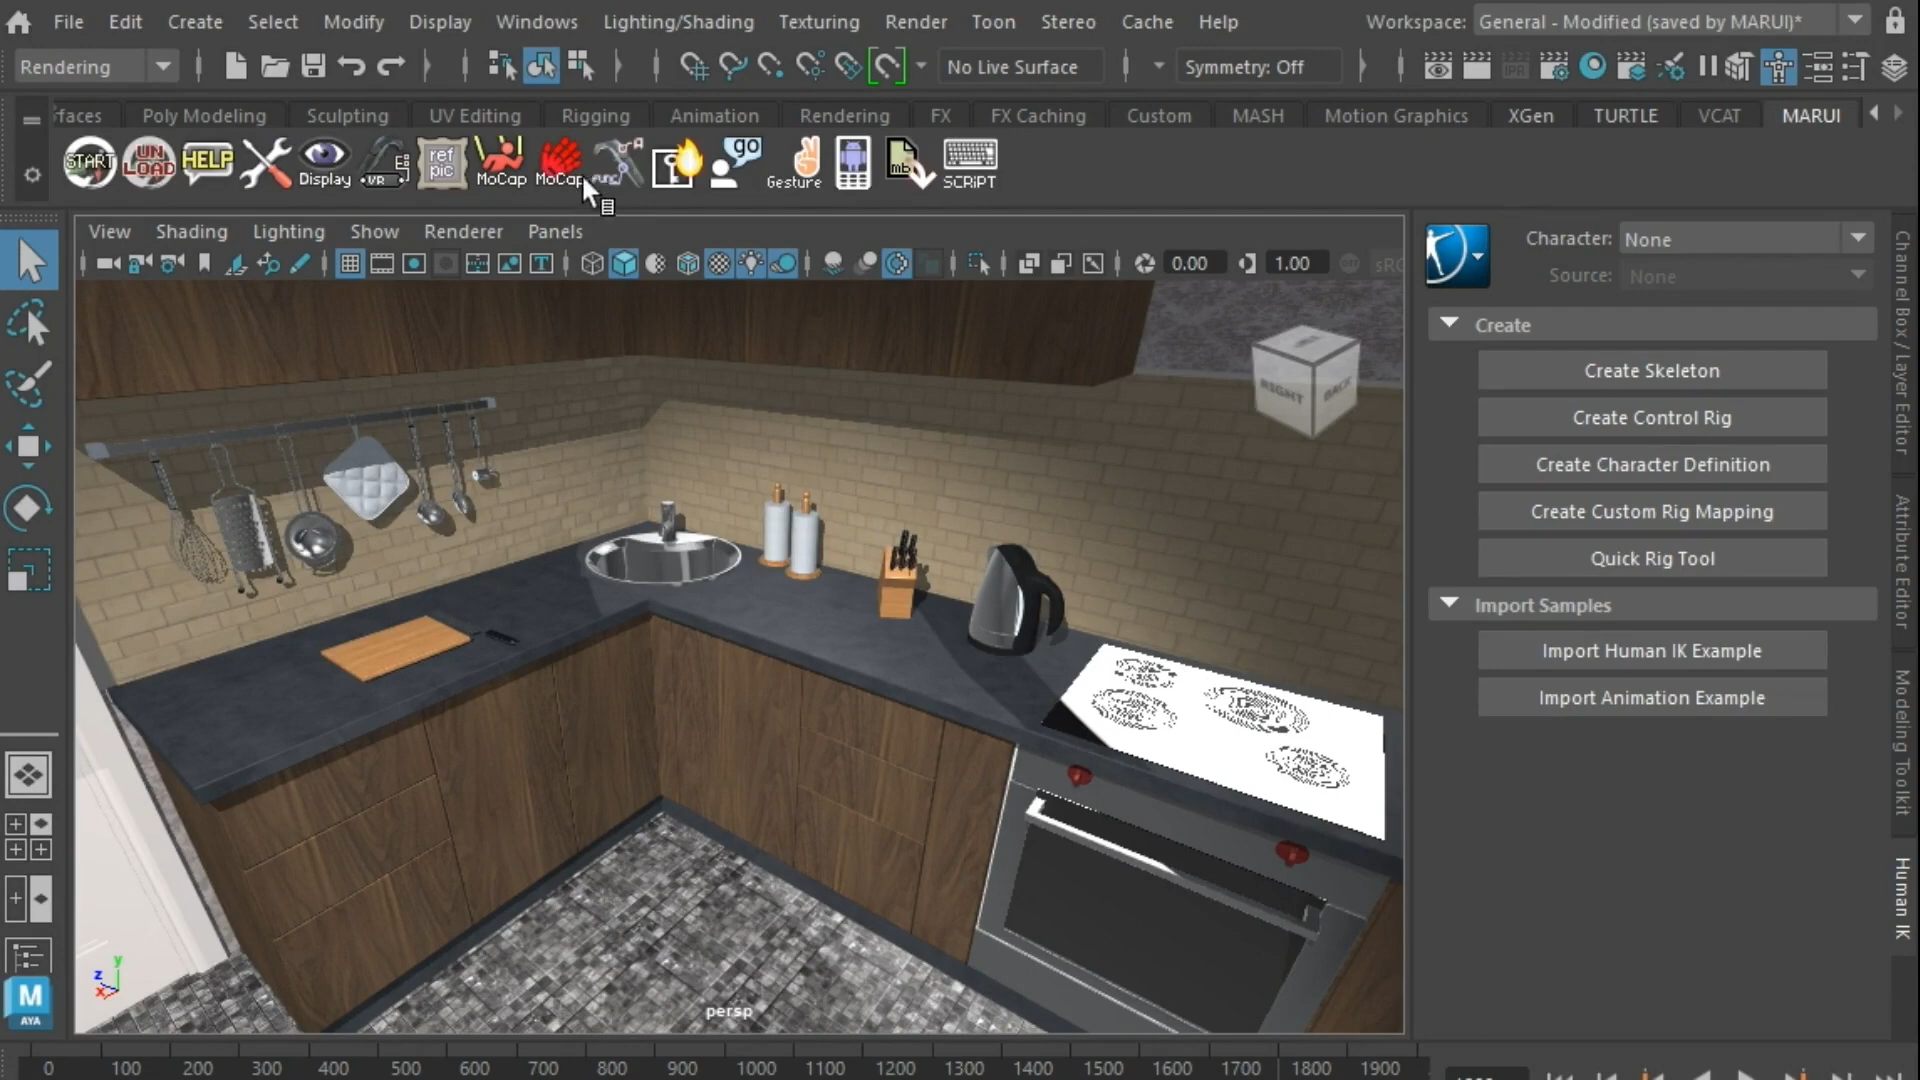 File Edit Create Select Modify Display Windows Lighting/Shading Texturing Render Toon Stereo Cache Help Workspace: General - Modified (saved by MARUI)*
Rendering No Live Surface Symmetry: Off
faces Poly Modeling Sculpting UV Editing Rigging Animation Rendering FX FX Caching Custom MASH Motion Graphics XGen TURTLE VCAT MARUI
START UNLOAD HELP Display VR ref pic MoCap MoCap go Gesture mb SCRIPT
View Shading Lighting Show Renderer Panels
0.00 1.00
Character: None
Source: None
Create
Create Skeleton
Create Control Rig
Create Character Definition
Create Custom Rig Mapping
Quick Rig Tool
Import Samples
Import Human IK Example
Import Animation Example
Channel Box / Layer Editor
Attribute Editor
Modeling Toolkit
Human IK
RIGHT BACK
z y x
M
AYA
persp
0 100 200 300 400 500 600 700 800 900 1000 1100 1200 1300 1400 1500 1600 1700 1800 1900